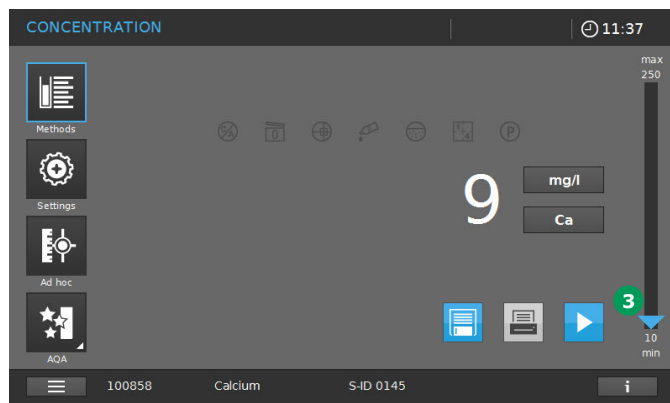 CONCENTRATION
11:37
max
250
Methods
Settings
Ad hoc
AQA
9
mg/l
Ca
3
10
min
100858 Calcium S-ID 0145
i